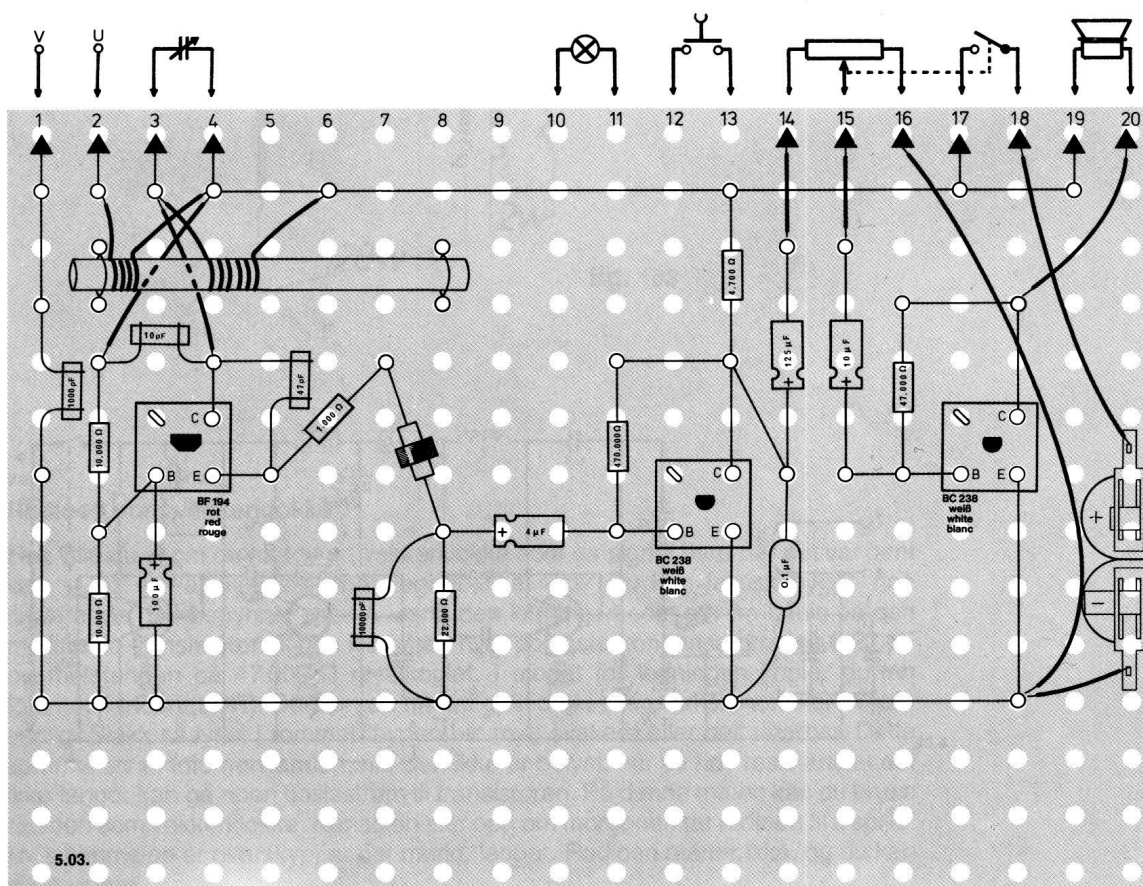 V U
1 2 3 4 5 6 7 8 9 10 11 12 13 14 15 16 17 18 19 20
4.700 Ω
10 pF
125 µF
+
10 µF
+
47.000 Ω
1000 pF
47 pF
1.000 Ω
10.000 Ω
C
B E
BF 194
rot
red
rouge
470.000 Ω
C
B E
BC 238
weiß
white
blanc
C
B E
BC 238
weiß
white
blanc
+
4 µF
+
100 µF
10.000 Ω
10000 pF
22.000 Ω
0.1 µF
+
−
5.03.